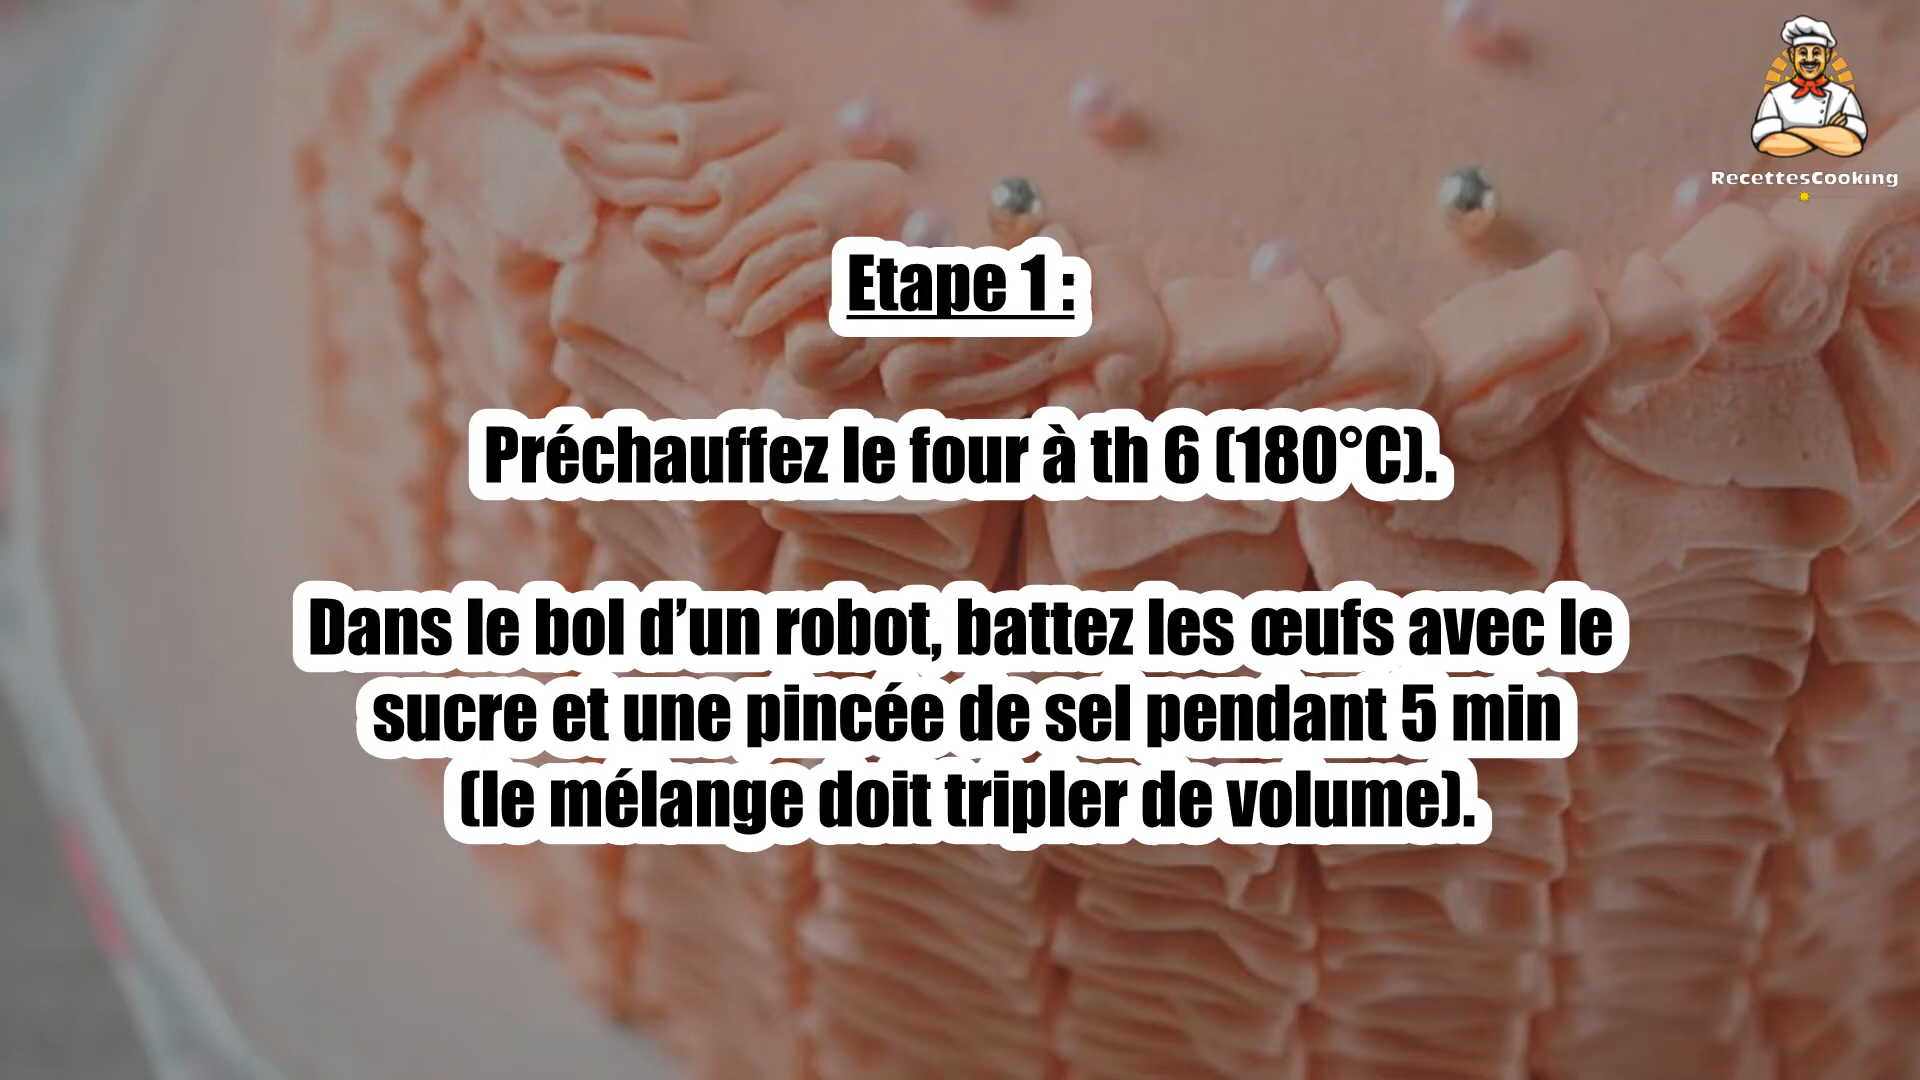 RecettesCooking
Etape 1 :
Préchauffez le four à th 6 (180°C).
Dans le bol d’un robot, battez les œufs avec le
sucre et une pincée de sel pendant 5 min
(le mélange doit tripler de volume).